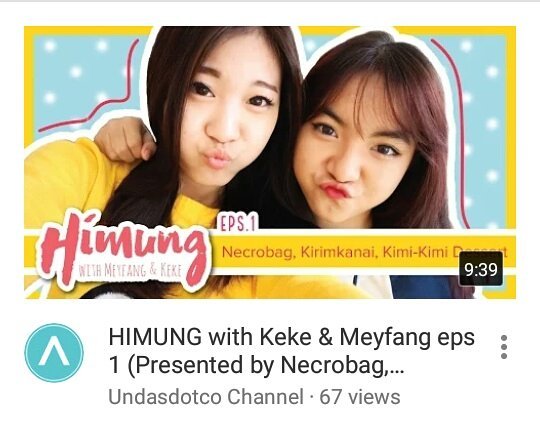 EPS.1
Himung
WITH MEYFANG & KEKE
Necrobag, Kirimkanai, Kimi-Kimi Dessert
9:39
HIMUNG with Keke & Meyfang eps
1 (Presented by Necrobag,...
Undasdotco Channel · 67 views